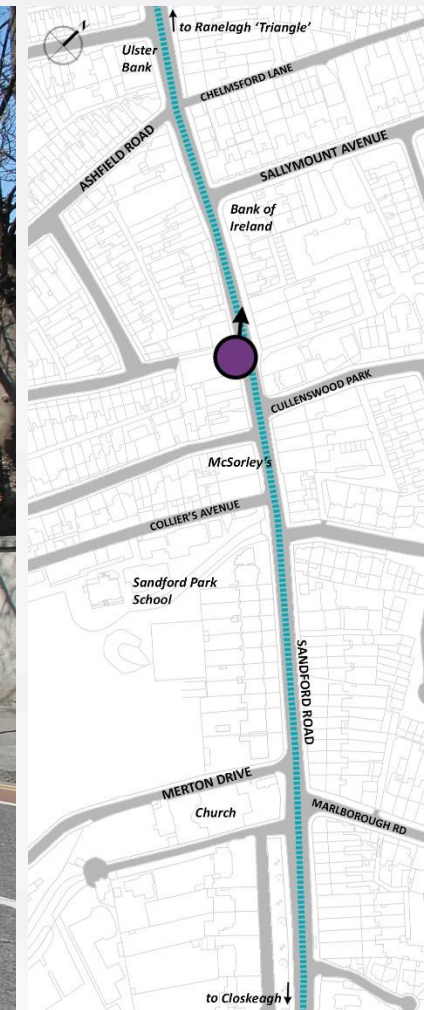 to Ranelagh ‘Triangle’
Ulster
Bank
CHELMSFORD LANE
ASHFIELD ROAD
SALLYMOUNT AVENUE
Bank of
Ireland
CULLENSWOOD PARK
McSorley's
COLLIER'S AVENUE
Sandford Park
School
SANDFORD ROAD
MERTON DRIVE
Church
MARLBOROUGH RD
to Closkeagh